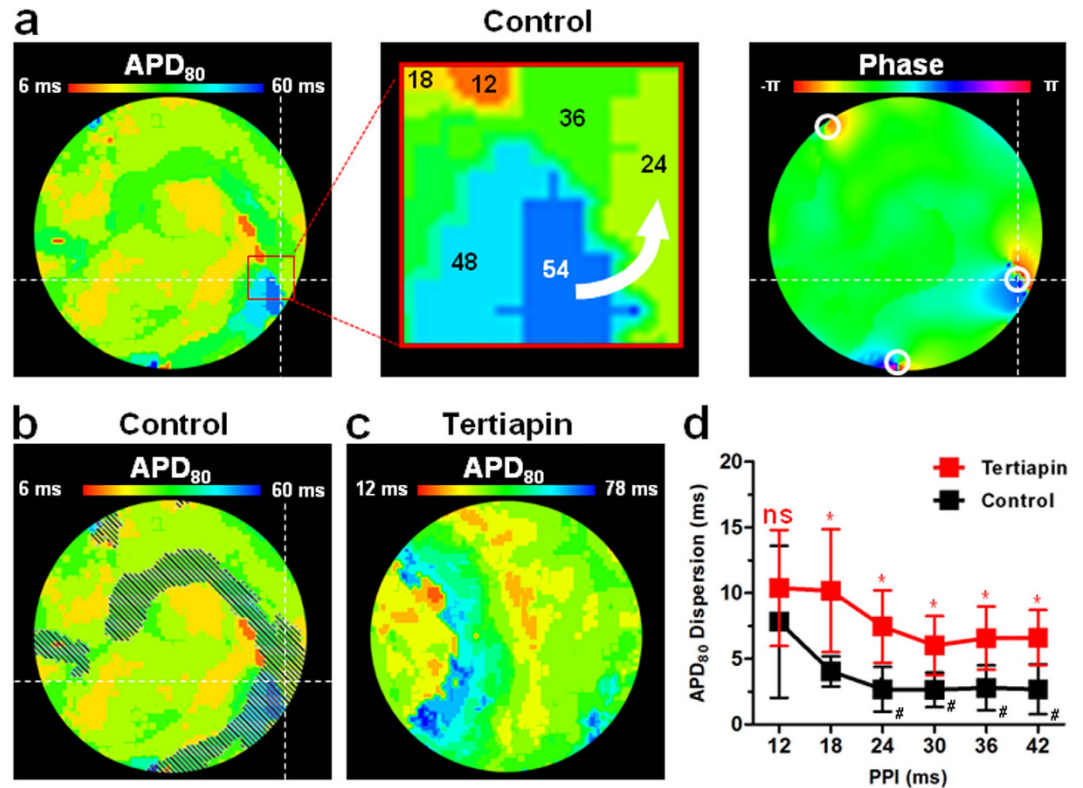 a
Control
APD80
6 ms 60 ms
18 12
36
24
48 54
Phase
-π π
b Control
APD80
6 ms 60 ms
c Tertiapin
APD80
12 ms 78 ms
d
Tertiapin
Control
APD80 Dispersion (ms)
20
15
10
5
0
ns * * * * *
# # # #
12 18 24 30 36 42
PPI (ms)